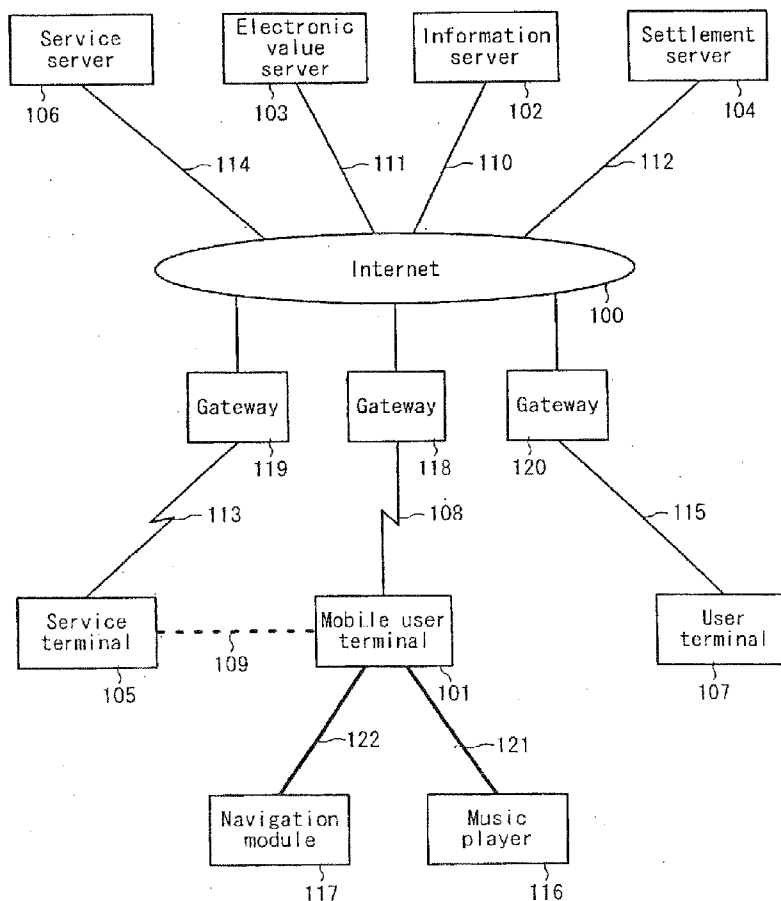 Service
server
106
Electronic
value
server
103
Information
server
102
Settlement
server
104
114
111
110
112
Internet
100
Gateway
119
Gateway
118
Gateway
120
113
108
115
Service
terminal
105
109
Mobile user
terminal
101
User
terminal
107
122
121
Navigation
module
117
Music
player
116